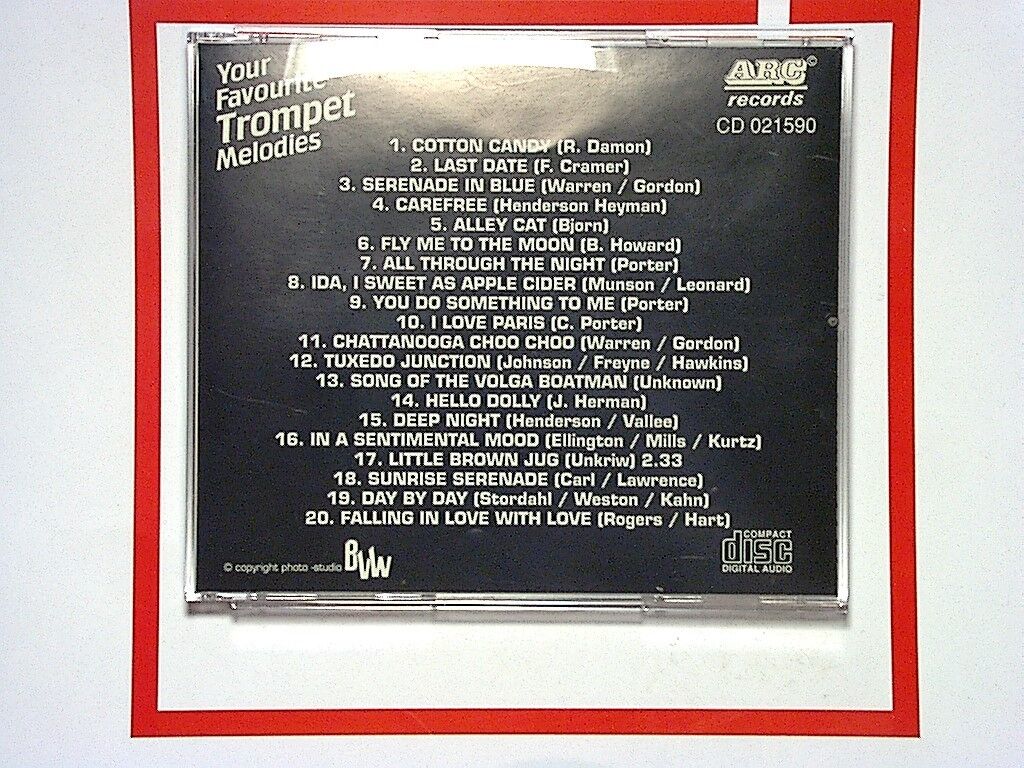 Your
Favourite
Trompet
Melodies
ARC©
records
CD 021590
1. COTTON CANDY (R. Damon)
2. LAST DATE (F. Cramer)
3. SERENADE IN BLUE (Warren / Gordon)
4. CAREFREE (Henderson Heyman)
5. ALLEY CAT (Bjorn)
6. FLY ME TO THE MOON (B. Howard)
7. ALL THROUGH THE NIGHT (Porter)
8. IDA, I SWEET AS APPLE CIDER (Munson / Leonard)
9. YOU DO SOMETHING TO ME (Porter)
10. I LOVE PARIS (C. Porter)
11. CHATTANOOGA CHOO CHOO (Warren / Gordon)
12. TUXEDO JUNCTION (Johnson / Freyne / Hawkins)
13. SONG OF THE VOLGA BOATMAN (Unknown)
14. HELLO DOLLY (J. Herman)
15. DEEP NIGHT (Henderson / Vallee)
16. IN A SENTIMENTAL MOOD (Ellington / Mills / Kurtz)
17. LITTLE BROWN JUG (Unkriw) 2.33
18. SUNRISE SERENADE (Carl / Lawrence)
19. DAY BY DAY (Stordahl / Weston / Kahn)
20. FALLING IN LOVE WITH LOVE (Rogers / Hart)
© copyright photo -studio BVW
COMPACT
disc
DIGITAL AUDIO